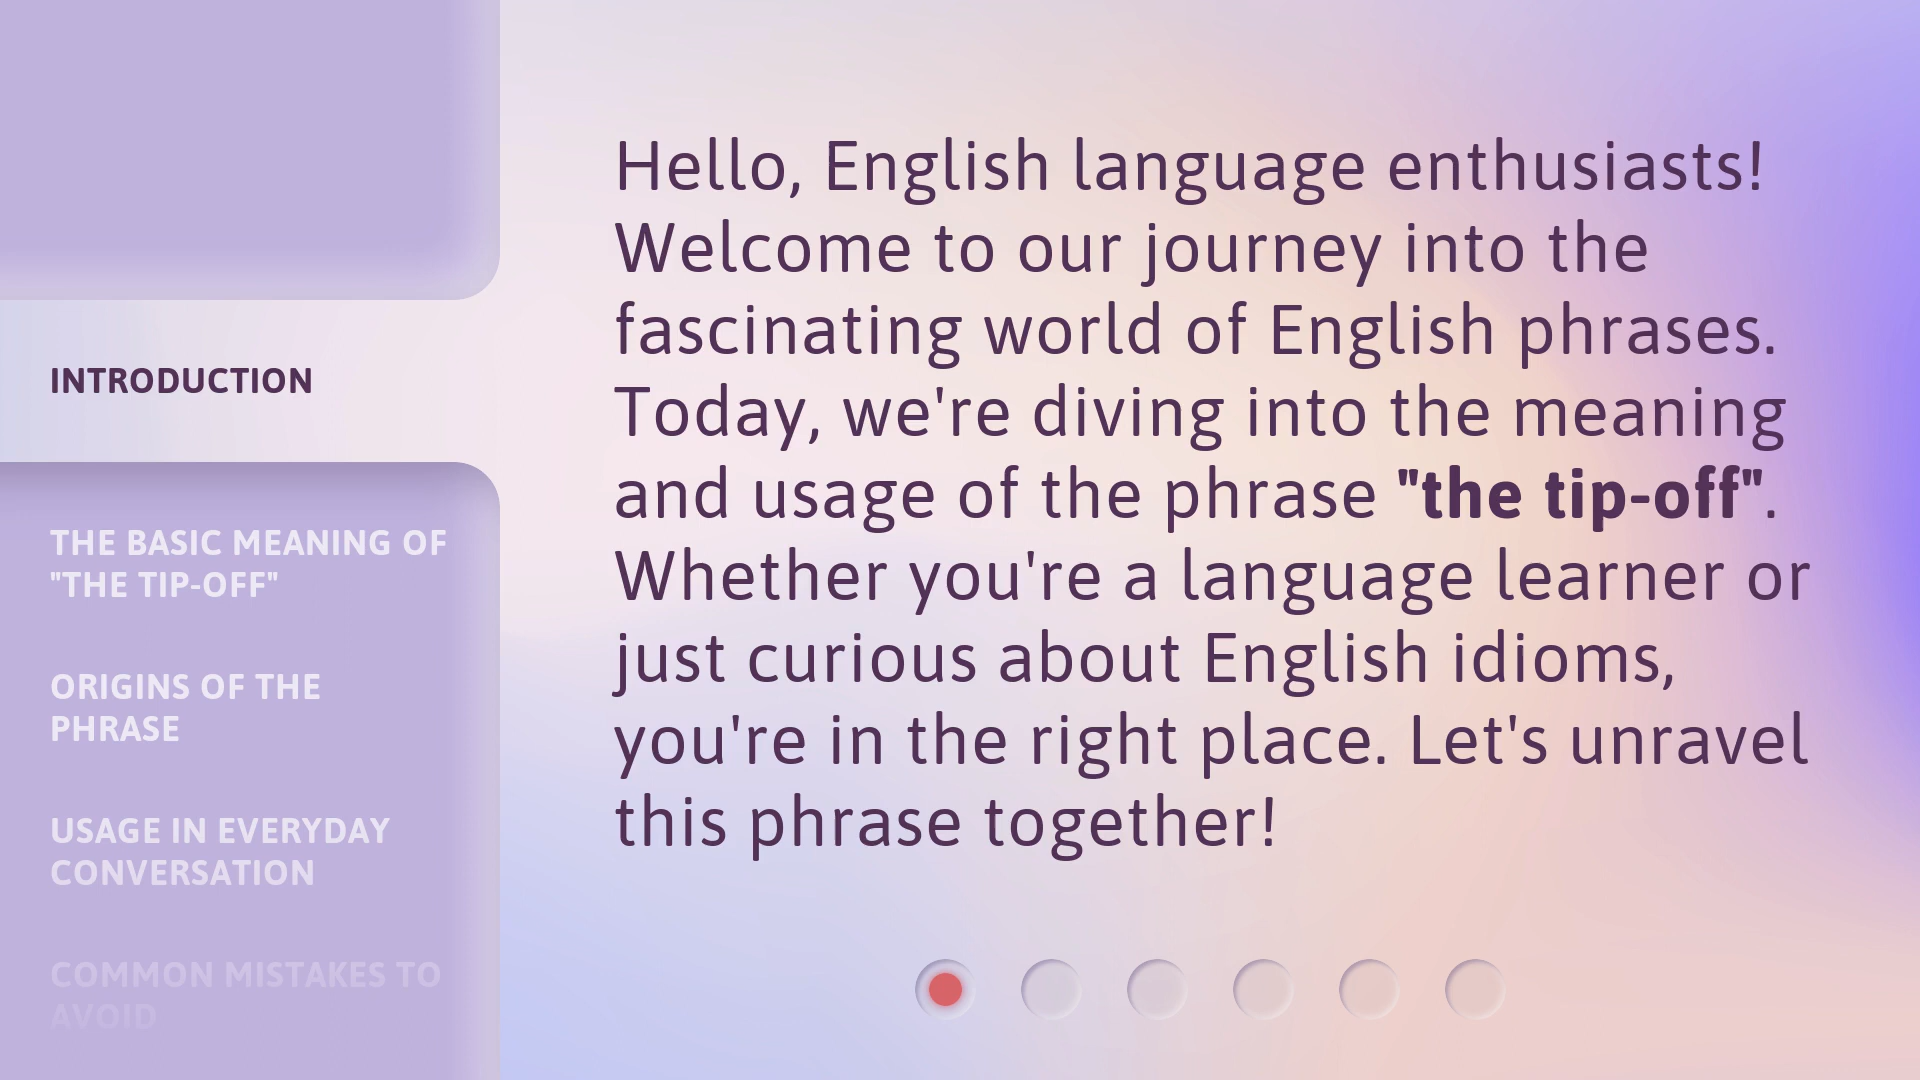 INTRODUCTION
THE BASIC MEANING OF
"THE TIP-OFF"
ORIGINS OF THE
PHRASE
USAGE IN EVERYDAY
CONVERSATION
COMMON MISTAKES TO
AVOID
Hello, English language enthusiasts!
Welcome to our journey into the
fascinating world of English phrases.
Today, we're diving into the meaning
and usage of the phrase "the tip-off".
Whether you're a language learner or
just curious about English idioms,
you're in the right place. Let's unravel
this phrase together!